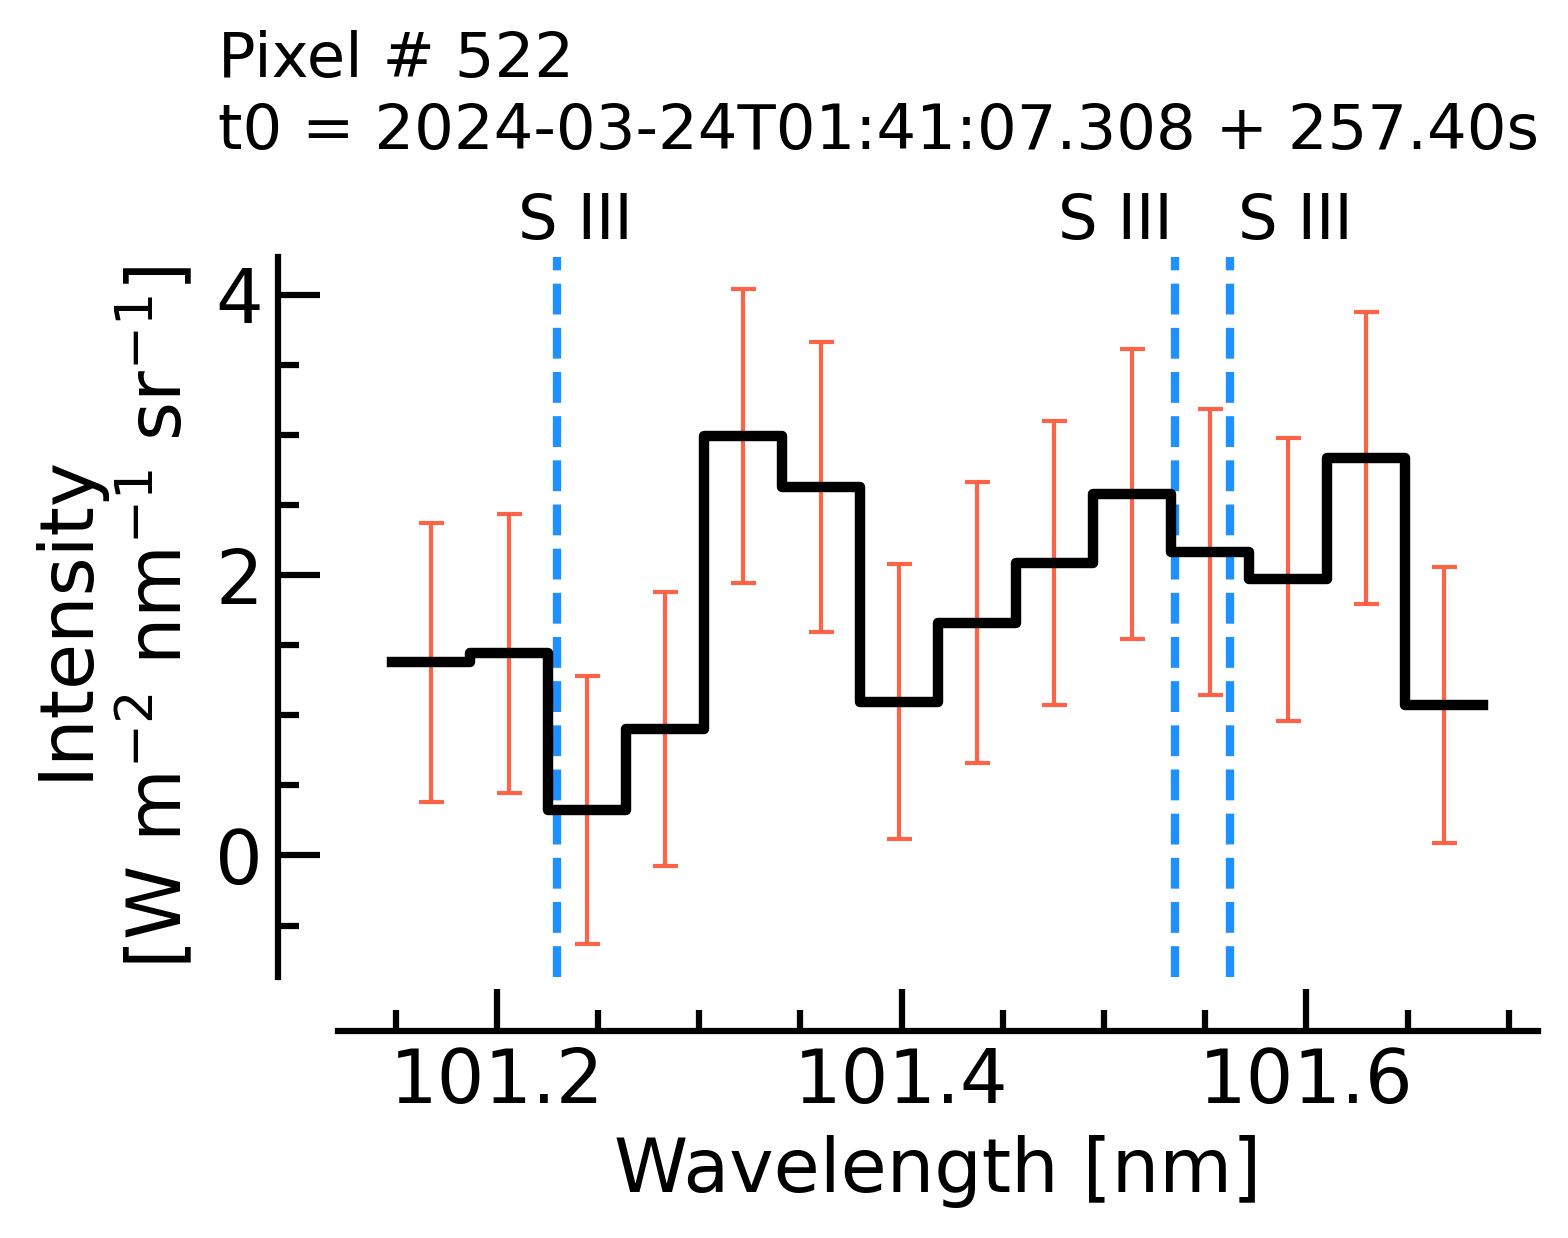 Pixel # 522
t0 = 2024-03-24T01:41:07.308 + 257.40s
S III S III S III
Intensity
[W m⁻² nm⁻¹ sr⁻¹]
4
2
0
101.2 101.4 101.6
Wavelength [nm]